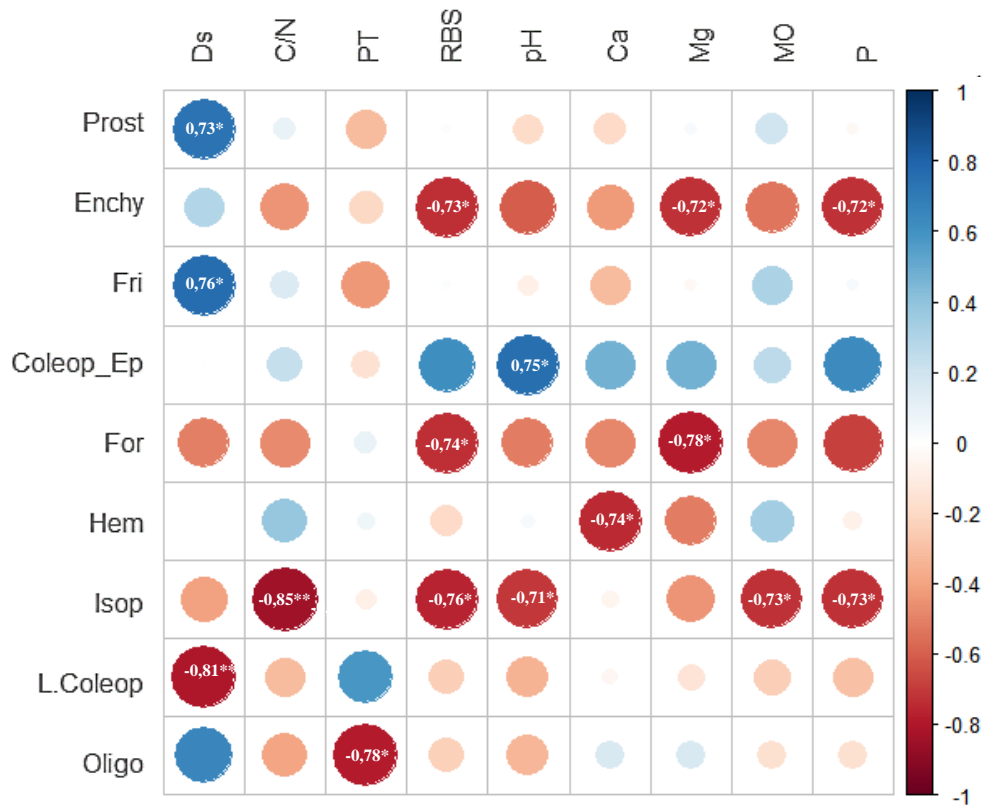 Ds C/N PT RBS pH Ca Mg MO P
Prost 0,73*
Enchy -0,73* -0,72* -0,72*
Fri 0,76*
Coleop_Ep 0,75*
For -0,74* -0,78*
Hem -0,74*
Isop -0,85** -0,76* -0,71* -0,73* -0,73*
L.Coleop -0,81**
Oligo -0,78*
1
0.8
0.6
0.4
0.2
0
-0.2
-0.4
-0.6
-0.8
-1